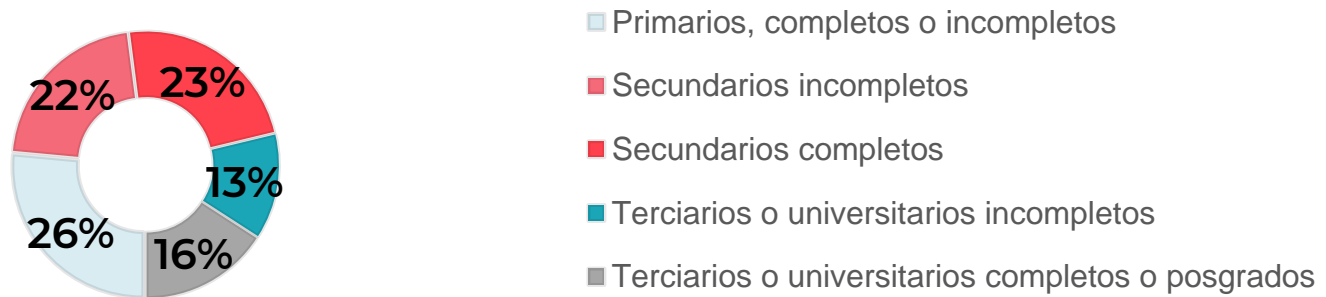 22%
23%
13%
26%
16%
Primarios, completos o incompletos
Secundarios incompletos
Secundarios completos
Terciarios o universitarios incompletos
Terciarios o universitarios completos o posgrados